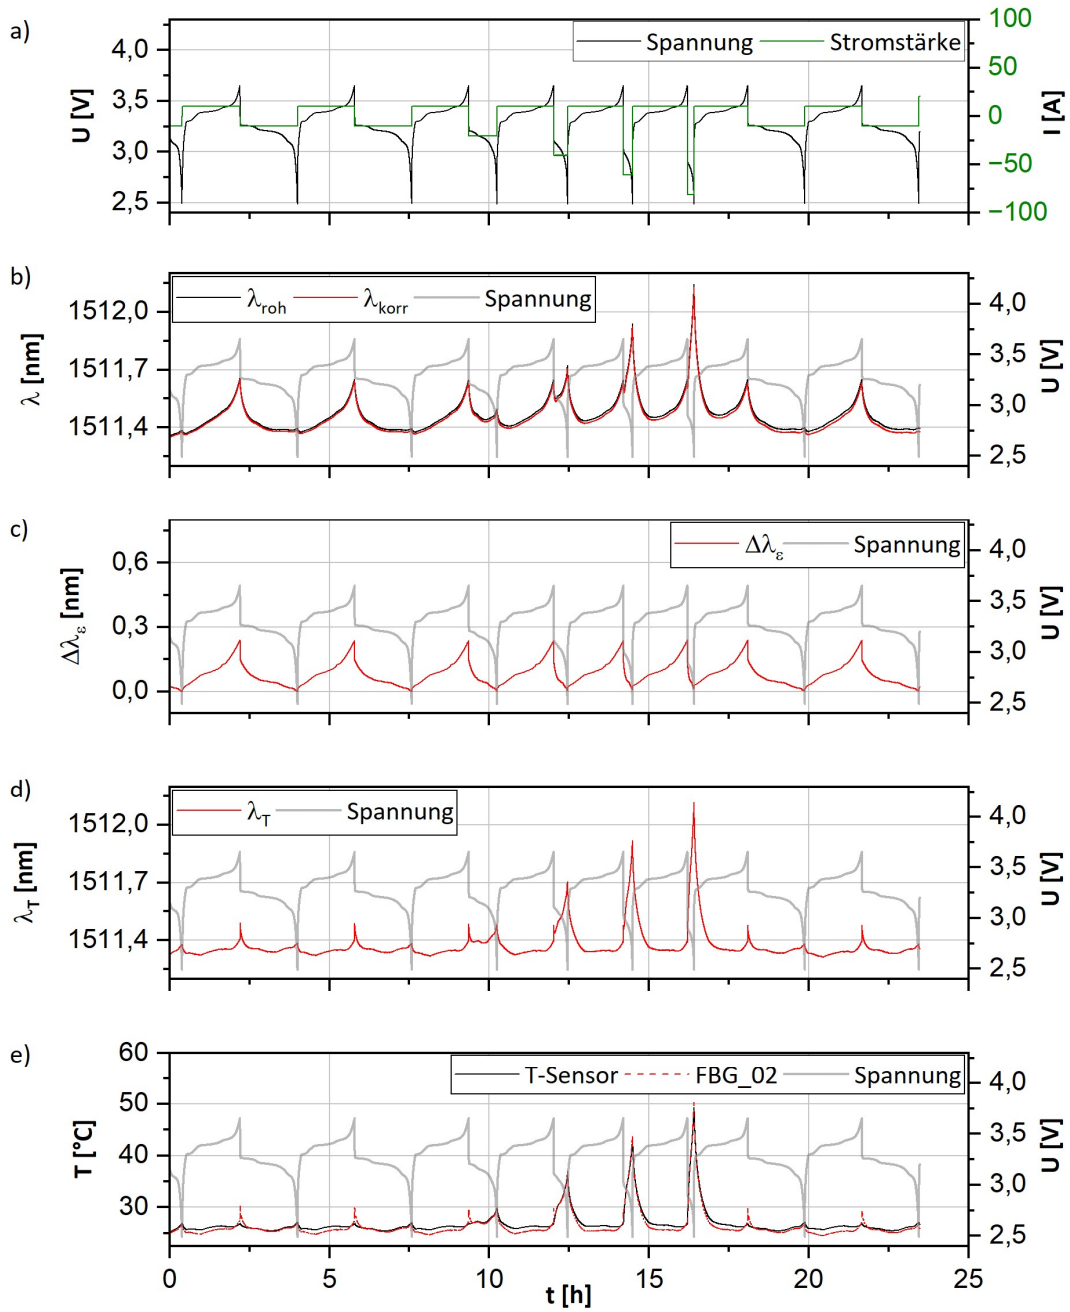 a)
Spannung Stromstärke
4,0
3,5
3,0
2,5
U [V]
100
50
0
−50
−100
I [A]
b)
λroh λkorr Spannung
1512,0
1511,7
1511,4
λ [nm]
4,0
3,5
3,0
2,5
U [V]
c)
Δλε Spannung
0,6
0,3
0,0
Δλε [nm]
4,0
3,5
3,0
2,5
U [V]
d)
λT Spannung
1512,0
1511,7
1511,4
λT [nm]
4,0
3,5
3,0
2,5
U [V]
e)
T-Sensor FBG_02 Spannung
60
50
40
30
T [°C]
4,0
3,5
3,0
2,5
U [V]
0 5 10 15 20 25
t [h]